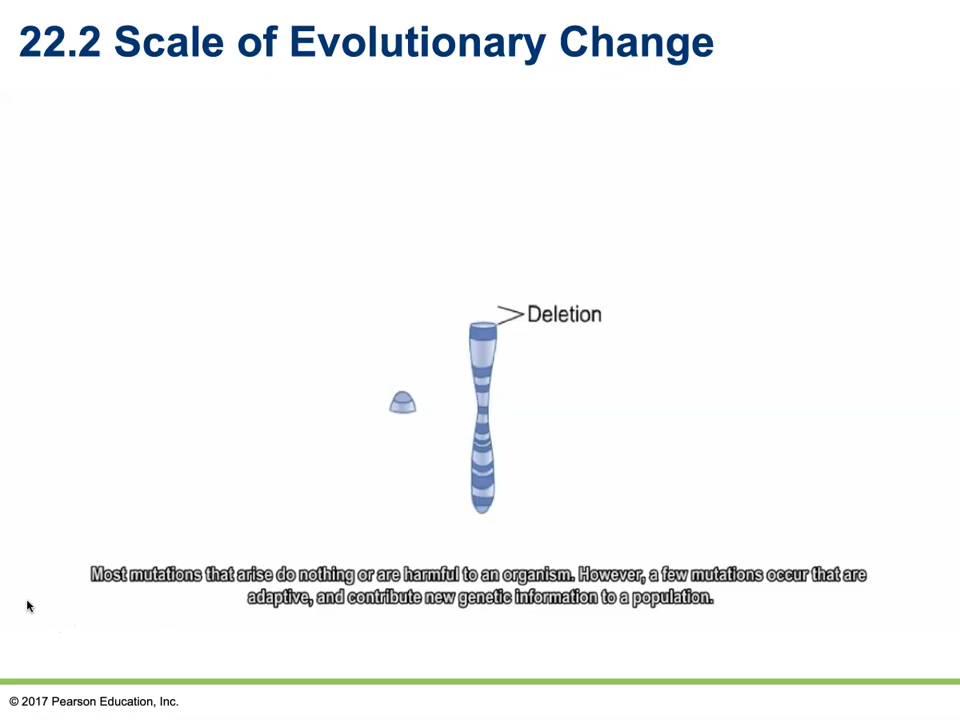 22.2 Scale of Evolutionary Change
Deletion
Most mutations that arise do nothing or are harmful to an organism. However, a few mutations occur that are
adaptive, and contribute new genetic information to a population.
© 2017 Pearson Education, Inc.